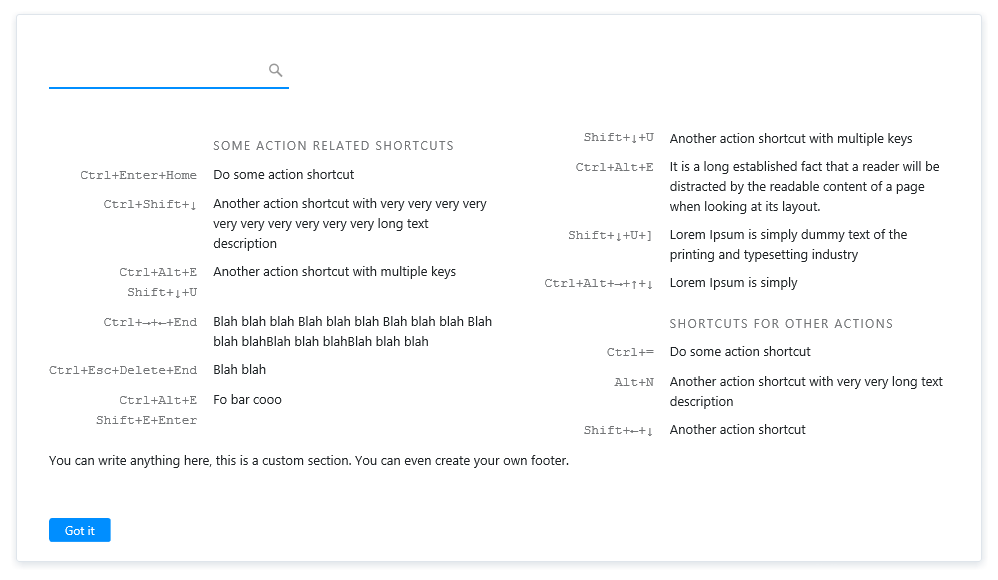 SOME ACTION RELATED SHORTCUTS
Ctrl+Enter+Home Do some action shortcut
Ctrl+Shift+↓ Another action shortcut with very very very very
very very very very very very long text
description
Ctrl+Alt+E Another action shortcut with multiple keys
Shift+↓+U
Ctrl+→+←+End Blah blah blah Blah blah blah Blah blah blah Blah
blah blahBlah blah blahBlah blah blah
Ctrl+Esc+Delete+End Blah blah
Ctrl+Alt+E Fo bar cooo
Shift+E+Enter
Shift+↓+U Another action shortcut with multiple keys
Ctrl+Alt+E It is a long established fact that a reader will be
distracted by the readable content of a page
when looking at its layout.
Shift+↓+U+] Lorem Ipsum is simply dummy text of the
printing and typesetting industry
Ctrl+Alt+→+↑+↓ Lorem Ipsum is simply
SHORTCUTS FOR OTHER ACTIONS
Ctrl+= Do some action shortcut
Alt+N Another action shortcut with very very long text
description
Shift+←+↓ Another action shortcut
You can write anything here, this is a custom section. You can even create your own footer.
Got it